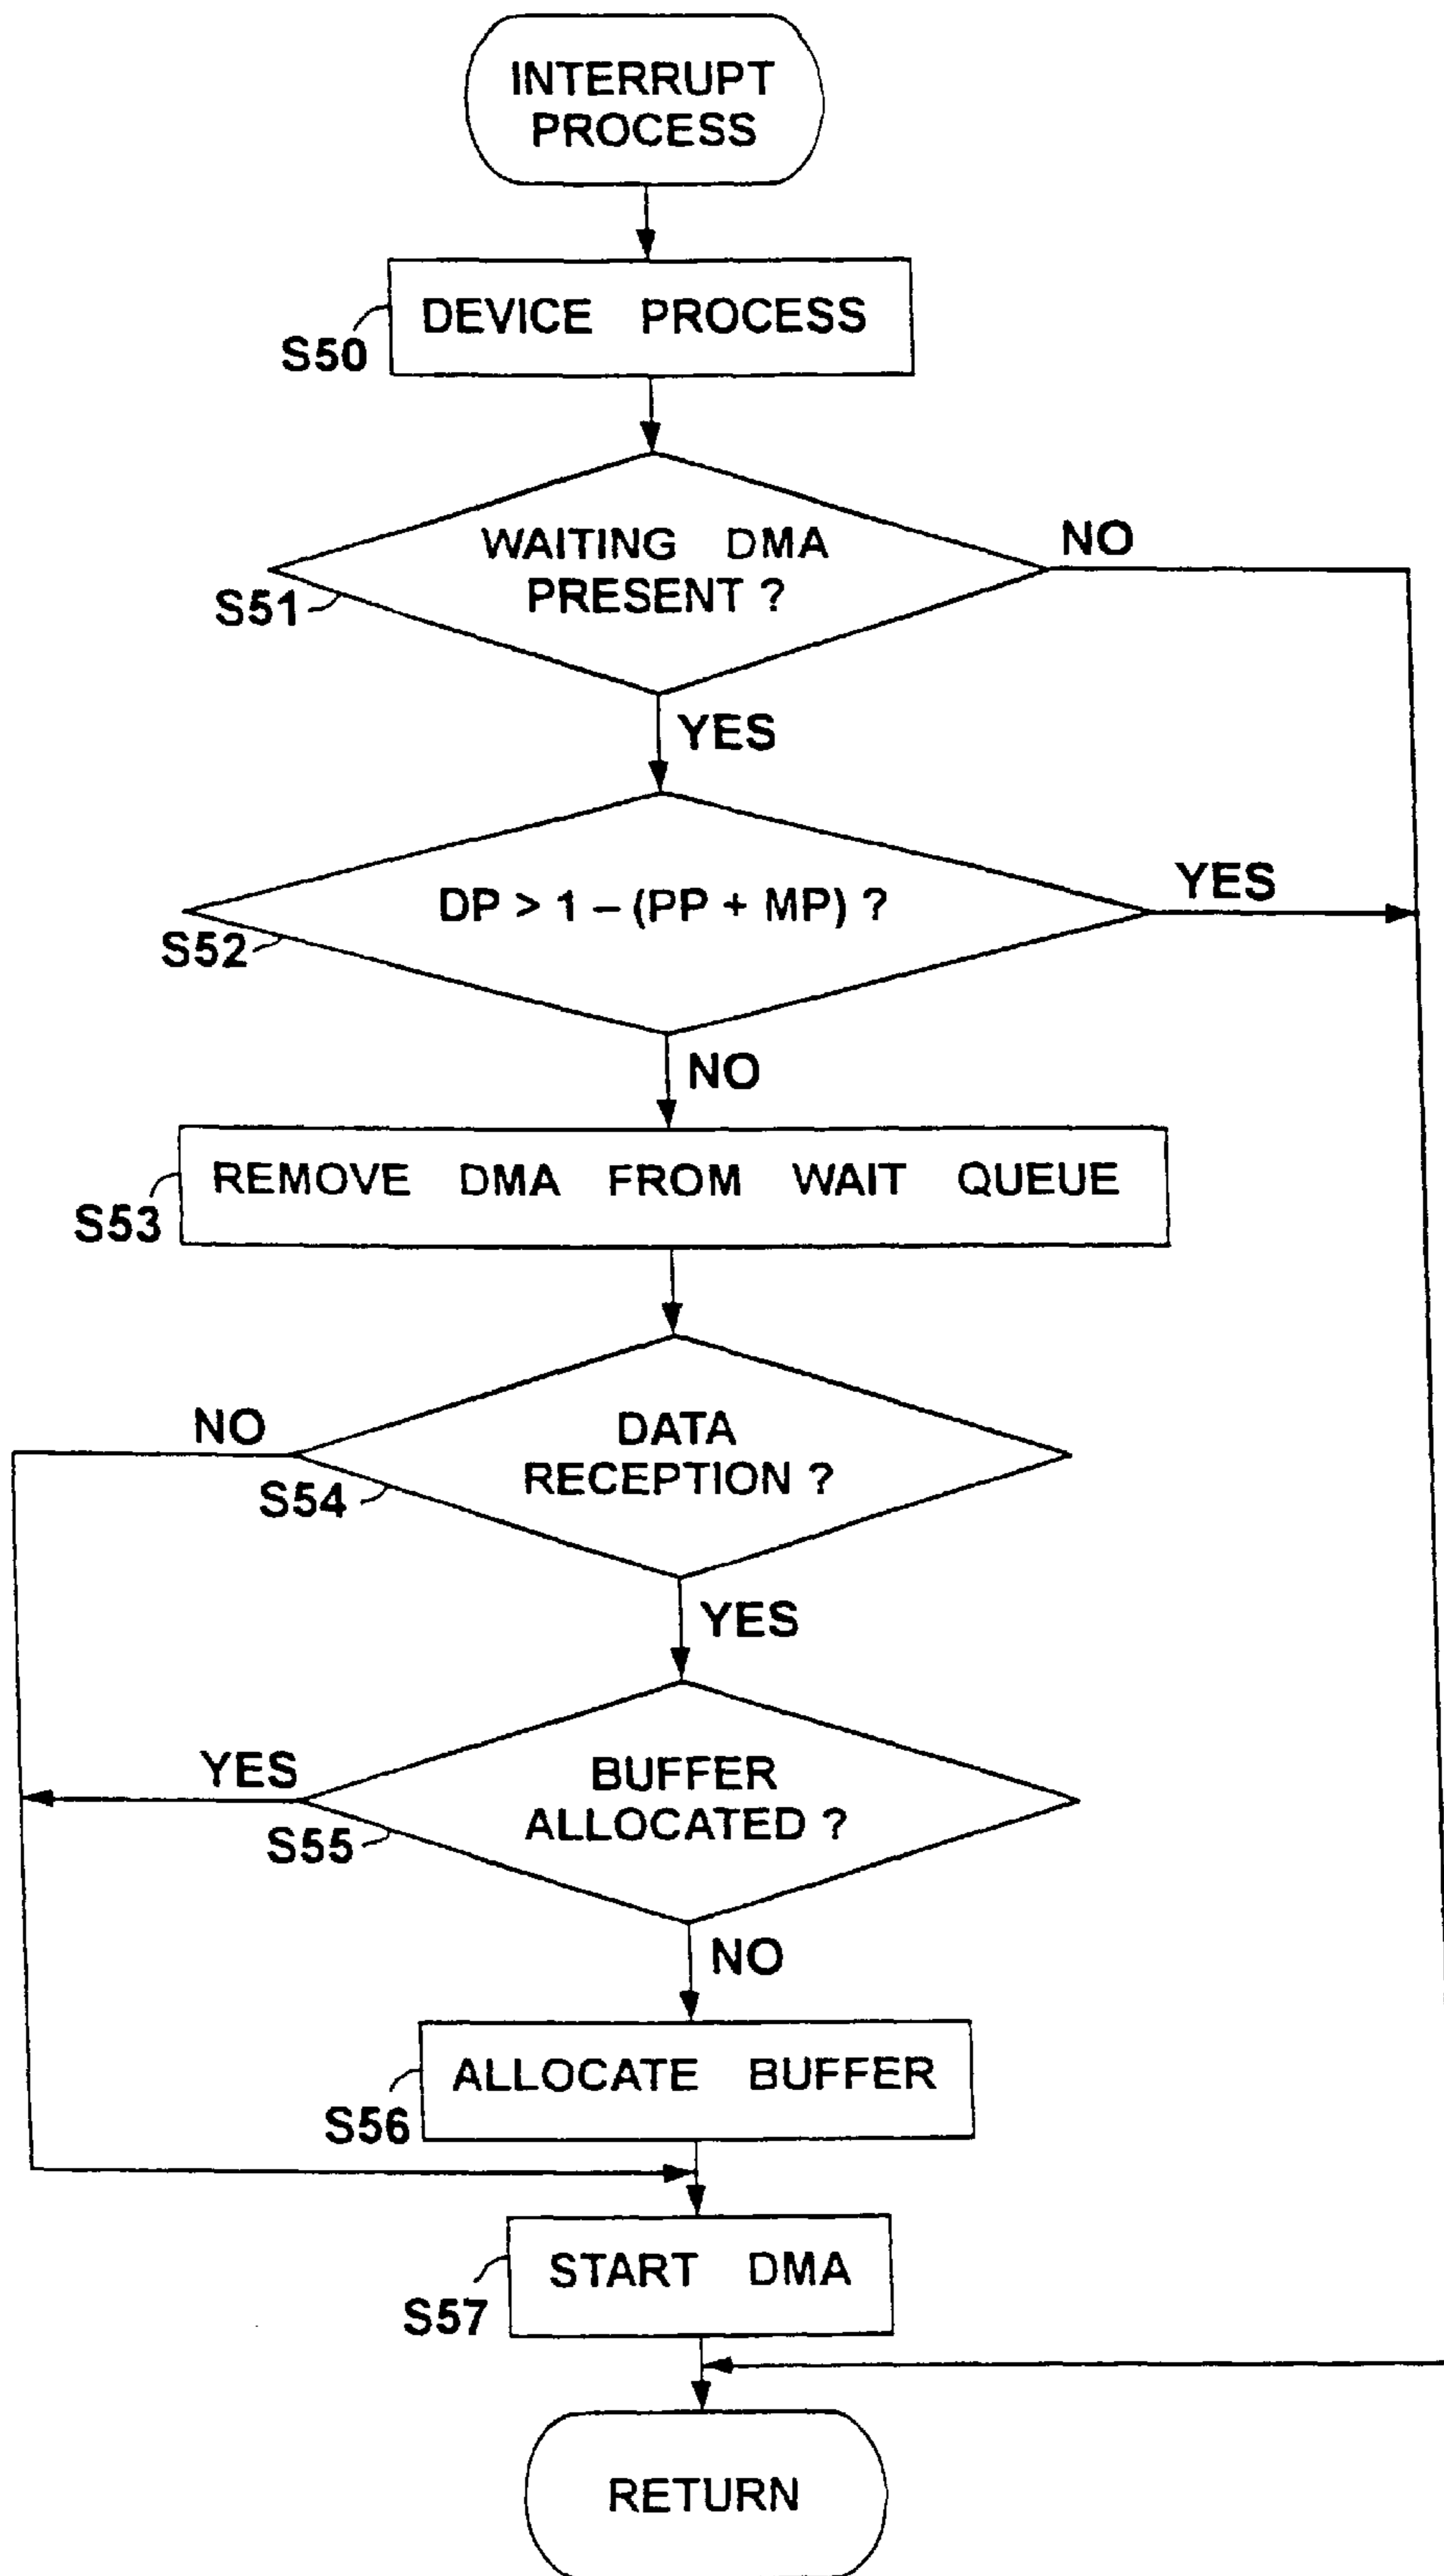 INTERRUPT
PROCESS
DEVICE PROCESS
S50
WAITING DMA
PRESENT ?
NO
S51
YES
DP > 1 – (PP + MP) ?
YES
S52
NO
REMOVE DMA FROM WAIT QUEUE
S53
NO
DATA
RECEPTION ?
S54
YES
YES
BUFFER
ALLOCATED ?
S55
NO
ALLOCATE BUFFER
S56
START DMA
S57
RETURN